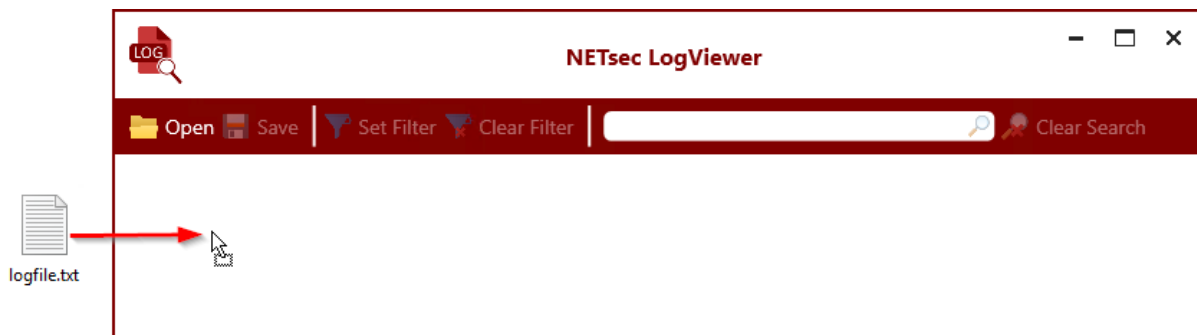 LOG
NETsec LogViewer
Open Save Set Filter Clear Filter Clear Search
logfile.txt